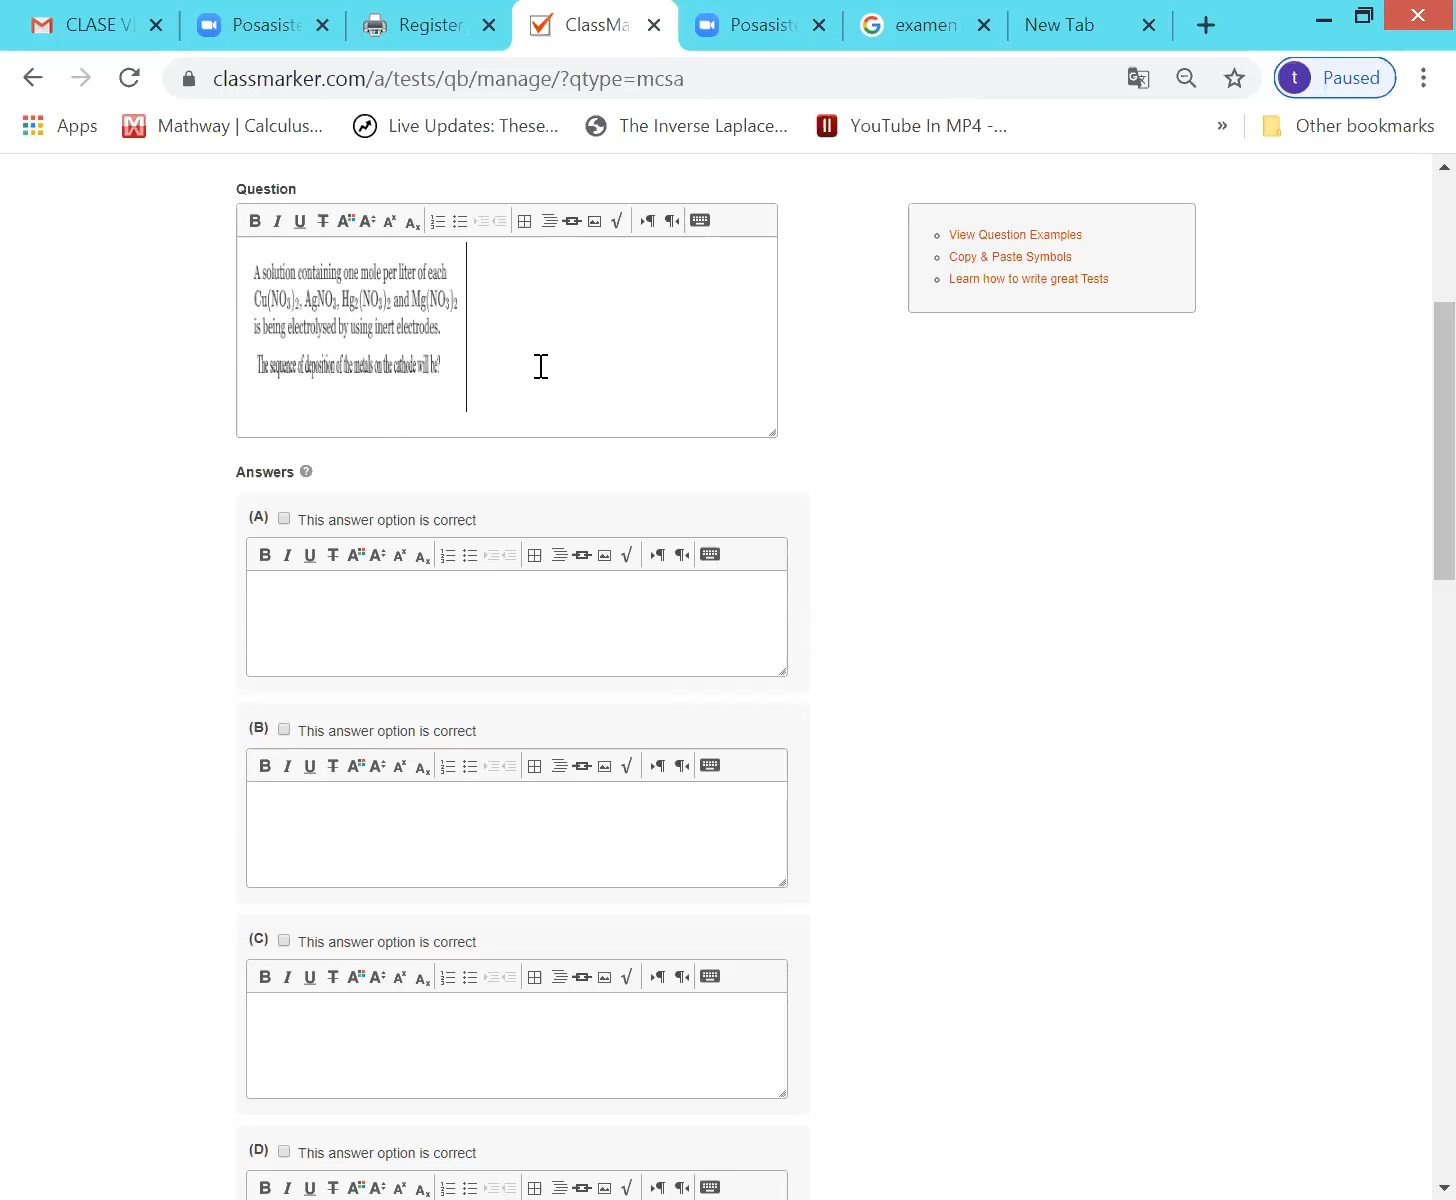 CLASE VI
Posasiste
Register,
ClassMa
Posasiste
examen
New Tab
classmarker.com/a/tests/qb/manage/?qtype=mcsa
t
Paused
Apps
Mathway | Calculus...
Live Updates: These...
The Inverse Laplace...
YouTube In MP4 -...
»
Other bookmarks
Question
A solution containing one mole per liter of each
Cu(NO₃)₂, AgNO₃, Hg₂(NO₃)₂ and Mg(NO₃)₂
is being electrolysed by using inert electrodes.
The sequence of deposition of the metals on the cathode will be?
View Question Examples
Copy & Paste Symbols
Learn how to write great Tests
Answers
(A) This answer option is correct
(B) This answer option is correct
(C) This answer option is correct
(D) This answer option is correct